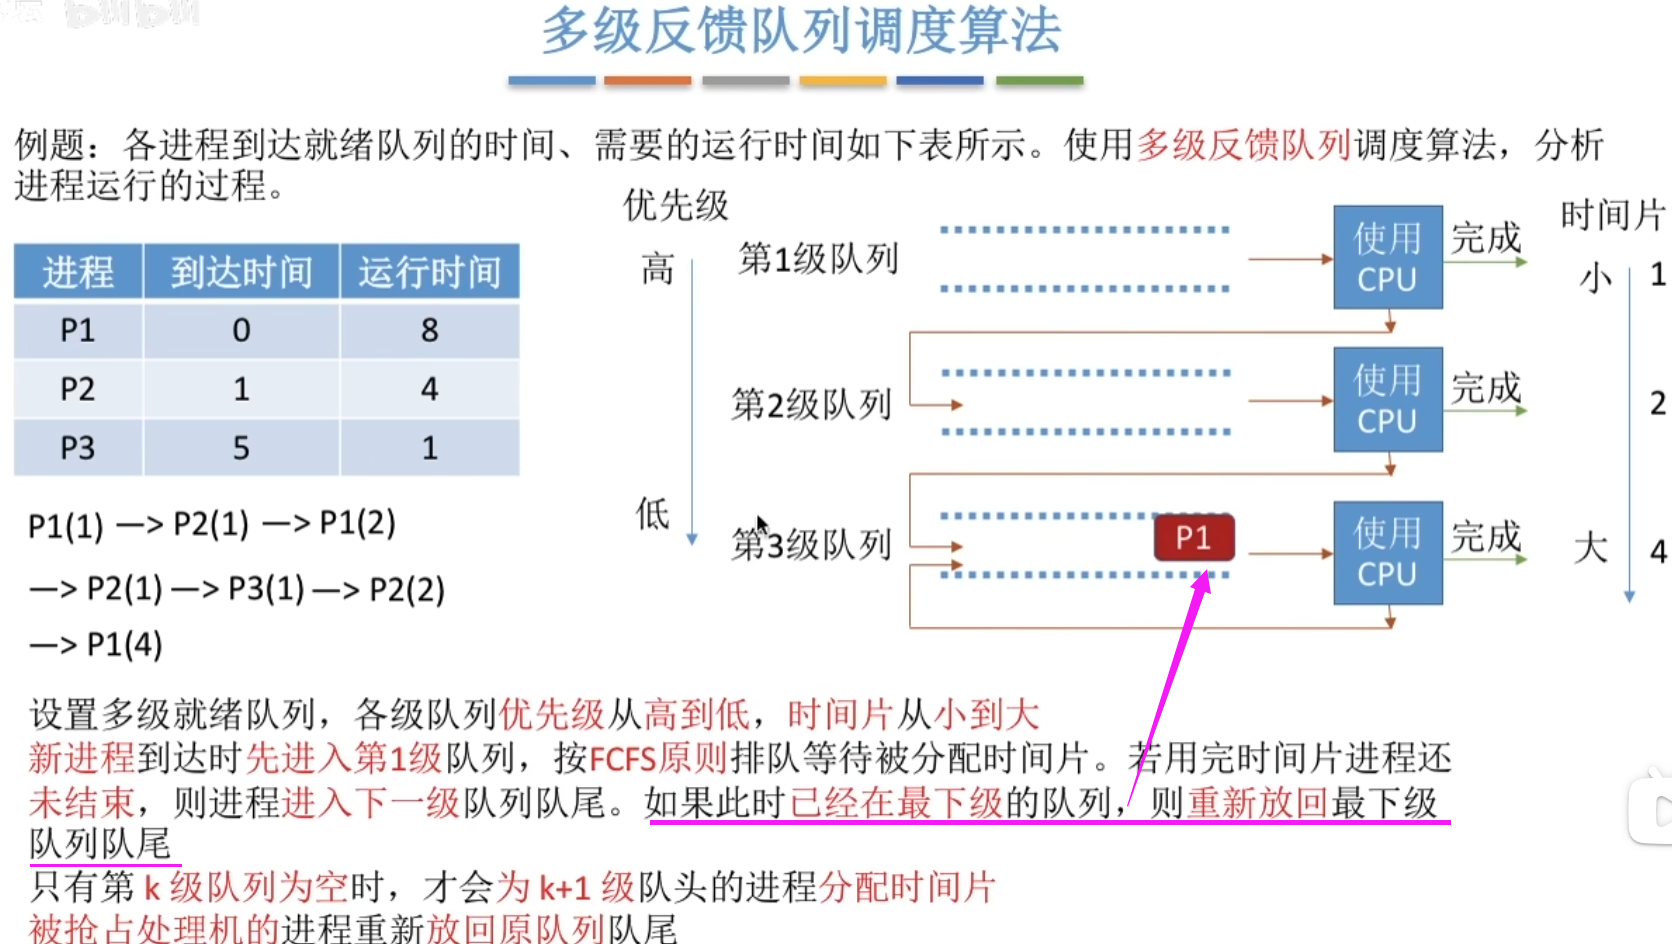 多级反馈队列调度算法
例题：各进程到达就绪队列的时间、需要的运行时间如下表所示。使用多级反馈队列调度算法，分析
进程运行的过程。
进程 到达时间 运行时间
P1 0 8
P2 1 4
P3 5 1
P1(1) —> P2(1) —> P1(2)
—> P2(1) —> P3(1) —> P2(2)
—> P1(4)
优先级
高
低
第1级队列
使用
CPU
完成
第2级队列
使用
CPU
完成
第3级队列
P1
使用
CPU
完成
时间片
小 1
2
大 4
设置多级就绪队列，各级队列优先级从高到低，时间片从小到大
新进程到达时先进入第1级队列，按FCFS原则排队等待被分配时间片。若用完时间片进程还
未结束，则进程进入下一级队列队尾。如果此时已经在最下级的队列，则重新放回最下级
队列队尾
只有第 k 级队列为空时，才会为 k+1 级队头的进程分配时间片
被抢占处理机的进程重新放回原队列队尾